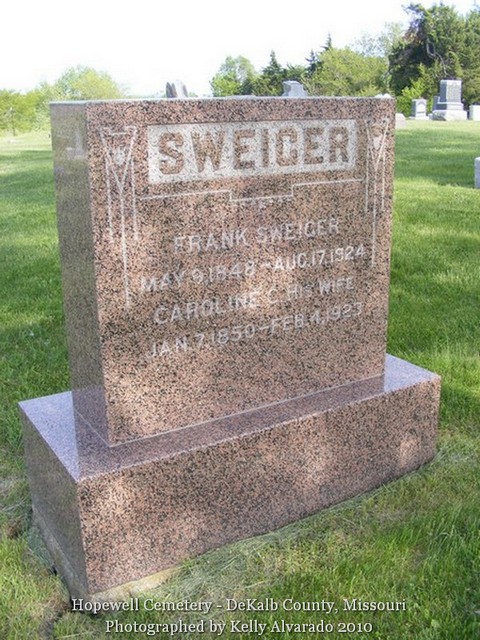 SWEIGER
FRANK SWEIGER
MAY 9, 1848 - AUG. 17, 1924
CAROLINE C. HIS WIFE
JAN. 7, 1850 - FEB. 4, 1923
Hopewell Cemetery - DeKalb County, Missouri
Photographed by Kelly Alvarado 2010